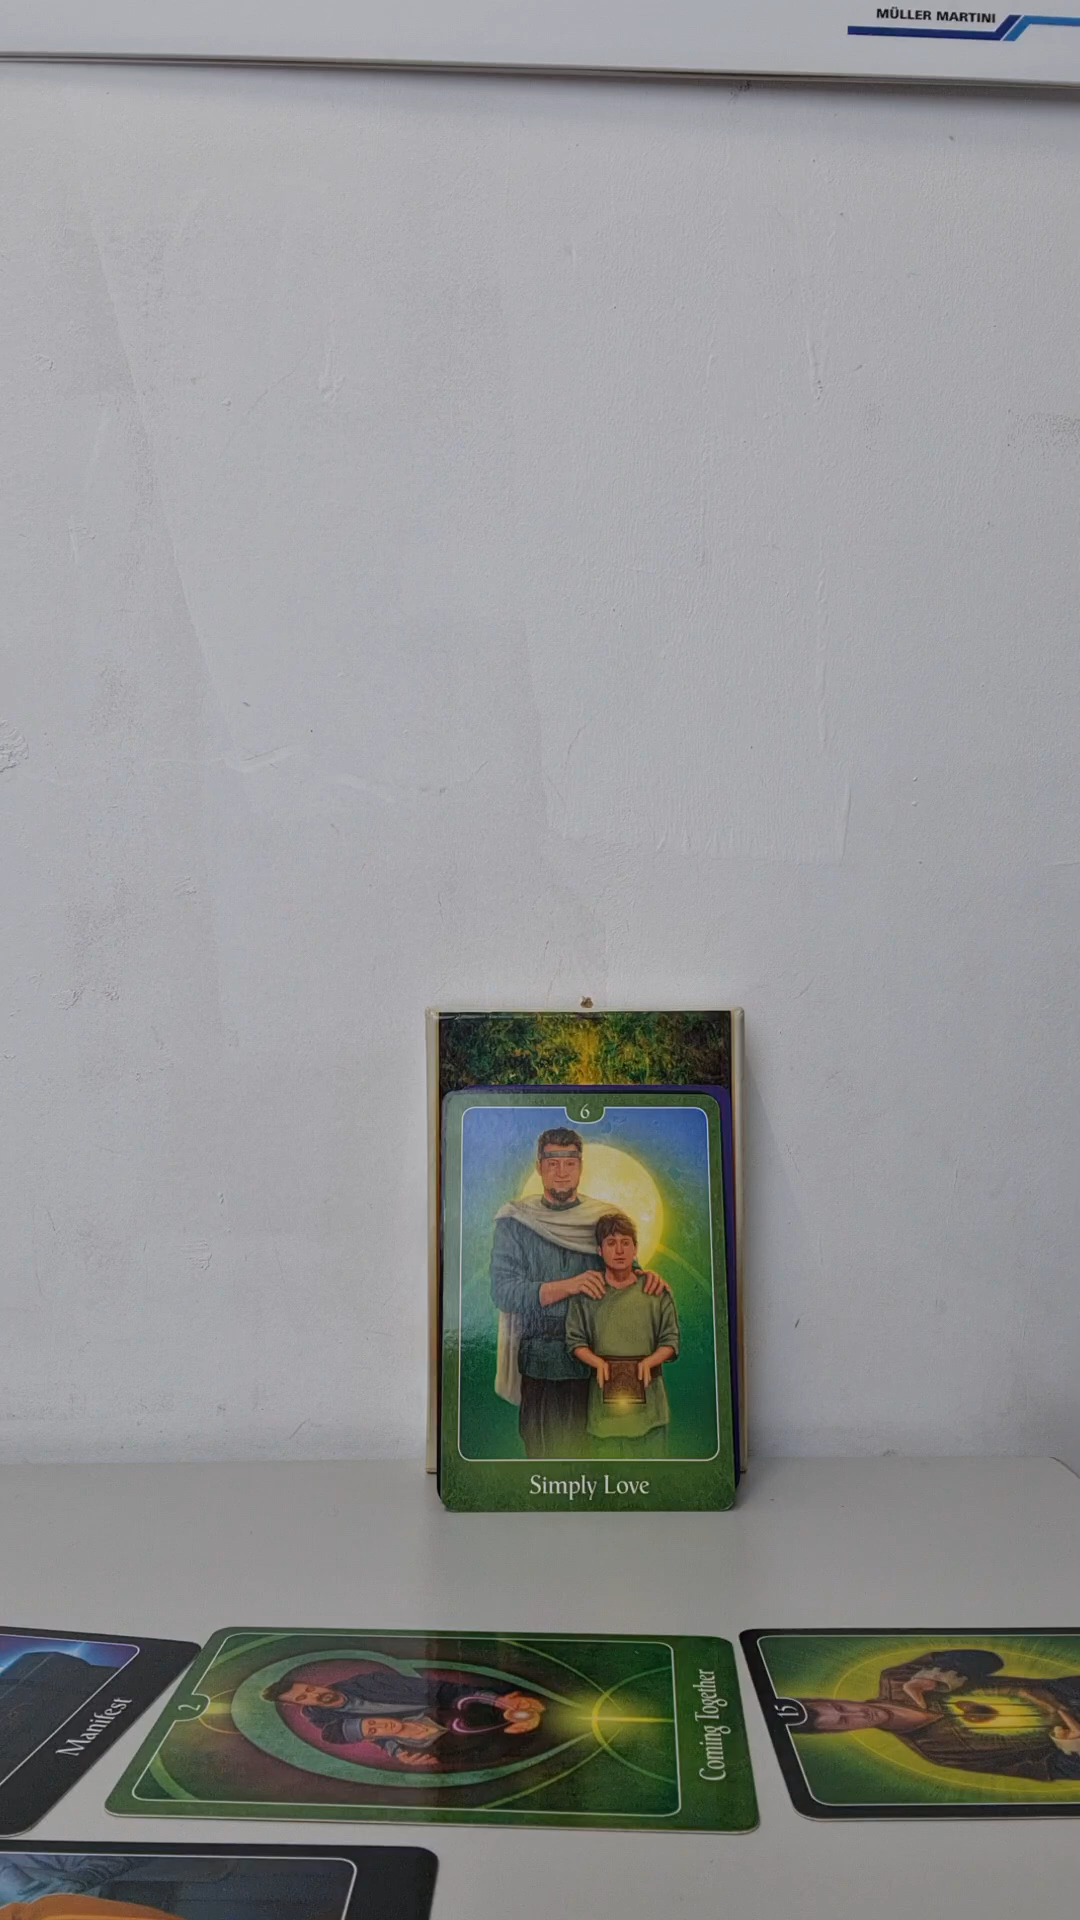 MÜLLER MARTINI
6
Simply Love
Manifest
2
Coming Together
15